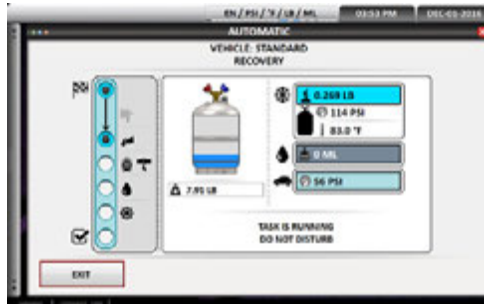 EN / PSI / °F / LB / ML
03:53 PM
DEC-01-2016
AUTOMATIC
VEHICLE: STANDARD
RECOVERY
0.269 LB
114 PSI
83.0 °F
0 ML
7.91 LB
56 PSI
TASK IS RUNNING
DO NOT DISTURB
EXIT